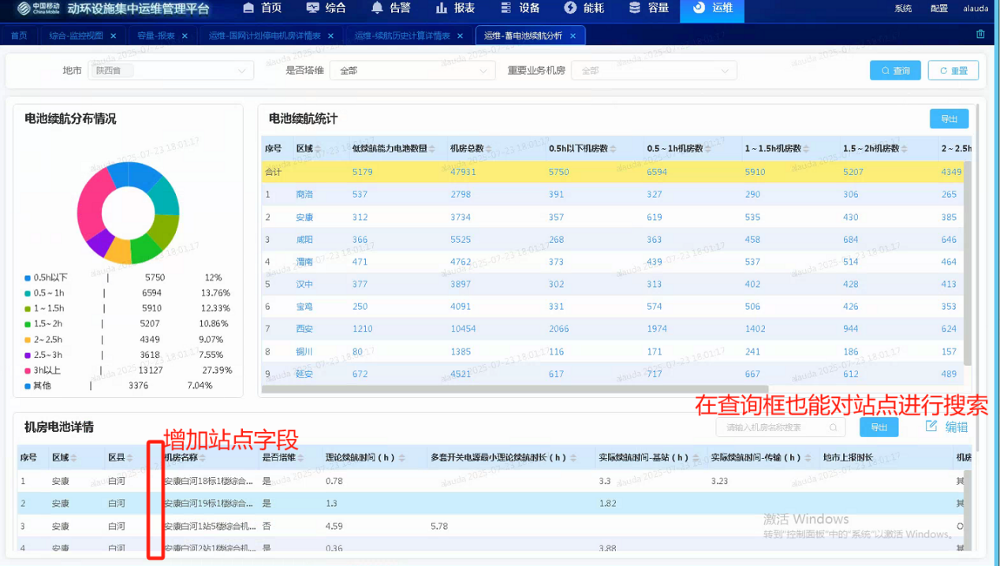 中国移动 China Mobile 动环设施集中运维管理平台 首页 综合 告警 报表 设备 能耗 容量 运维 系统 配置 alauda
首页 综合-监控视图 × 容量-报表 × 运维-国网计划停电机房详情表 × 运维-续航历史计算详情表 × 运维-蓄电池续航分析 ×
地市 陕西省 是否塔维 全部 重要业务机房 全部 查询 重置
电池续航分布情况
0.5h以下 | 5750 12%
0.5~1h | 6594 13.76%
1~1.5h | 5910 12.33%
1.5~2h | 5207 10.86%
2~2.5h | 4349 9.07%
2.5~3h | 3618 7.55%
3h以上 | 13127 27.39%
其他 | 3376 7.04%
电池续航统计 导出
序号 区域 低续航能力电池数量 机房总数 0.5h以下机房数 0.5~1h机房数 1~1.5h机房数 1.5~2h机房数 2~2.5h
合计 5179 47931 5750 6594 5910 5207 4349
1 商洛 537 2798 391 327 290 306 265
2 安康 312 3734 357 619 535 430 385
3 咸阳 366 5525 268 363 458 684 646
4 渭南 471 4762 373 439 537 514 464
5 汉中 377 3897 302 313 402 428 413
6 宝鸡 250 4091 331 574 506 426 353
7 西安 1210 10454 2066 1974 1402 944 624
8 铜川 80 1385 116 171 241 186 157
9 延安 672 4521 617 717 667 612 489
在查询框也能对站点进行搜索
机房电池详情 请输入机房名称搜索 导出 编辑
增加站点字段
序号 区域 区县 机房名称 是否塔维 理论续航时间(h) 多套开关电源最小理论续航时长(h) 实际续航时间-基站(h) 实际续航时间-传输(h) 地市上报时长 机房
1 安康 白河 安康白河18标1楼综合... 是 0.78 3.3 3.23 其
2 安康 白河 安康白河19标1楼综合... 是 1.3 1.82 其
3 安康 白河 安康白河1站5楼综合机... 否 4.59 5.78
4 安康 白河 安康白河2站1楼综合机... 是 0.36 3.88 其
激活 Windows
转到"控制面板"中的"系统"以激活 Windows。
alauda 2025-07-23 18:01:17